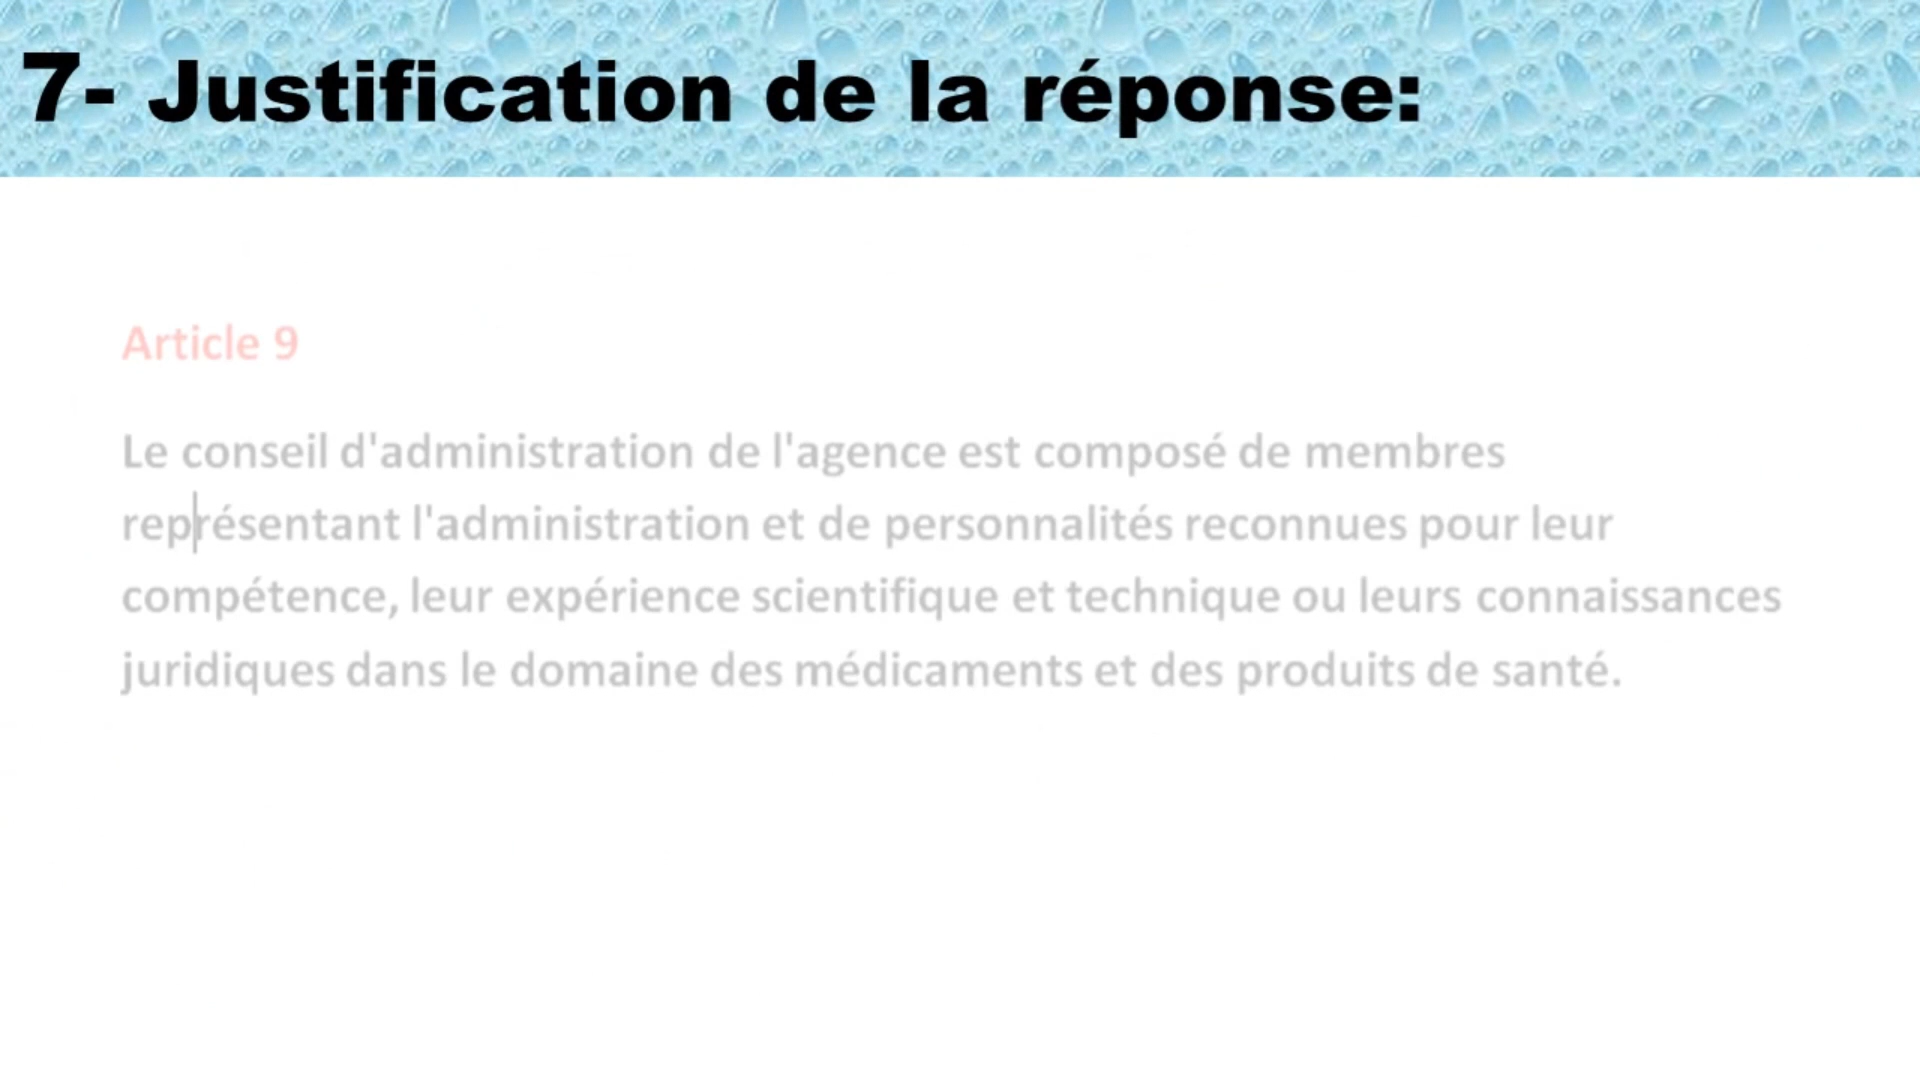 7- Justification de la réponse:
Article 9
Le conseil d'administration de l'agence est composé de membres
représentant l'administration et de personnalités reconnues pour leur
compétence, leur expérience scientifique et technique ou leurs connaissances
juridiques dans le domaine des médicaments et des produits de santé.